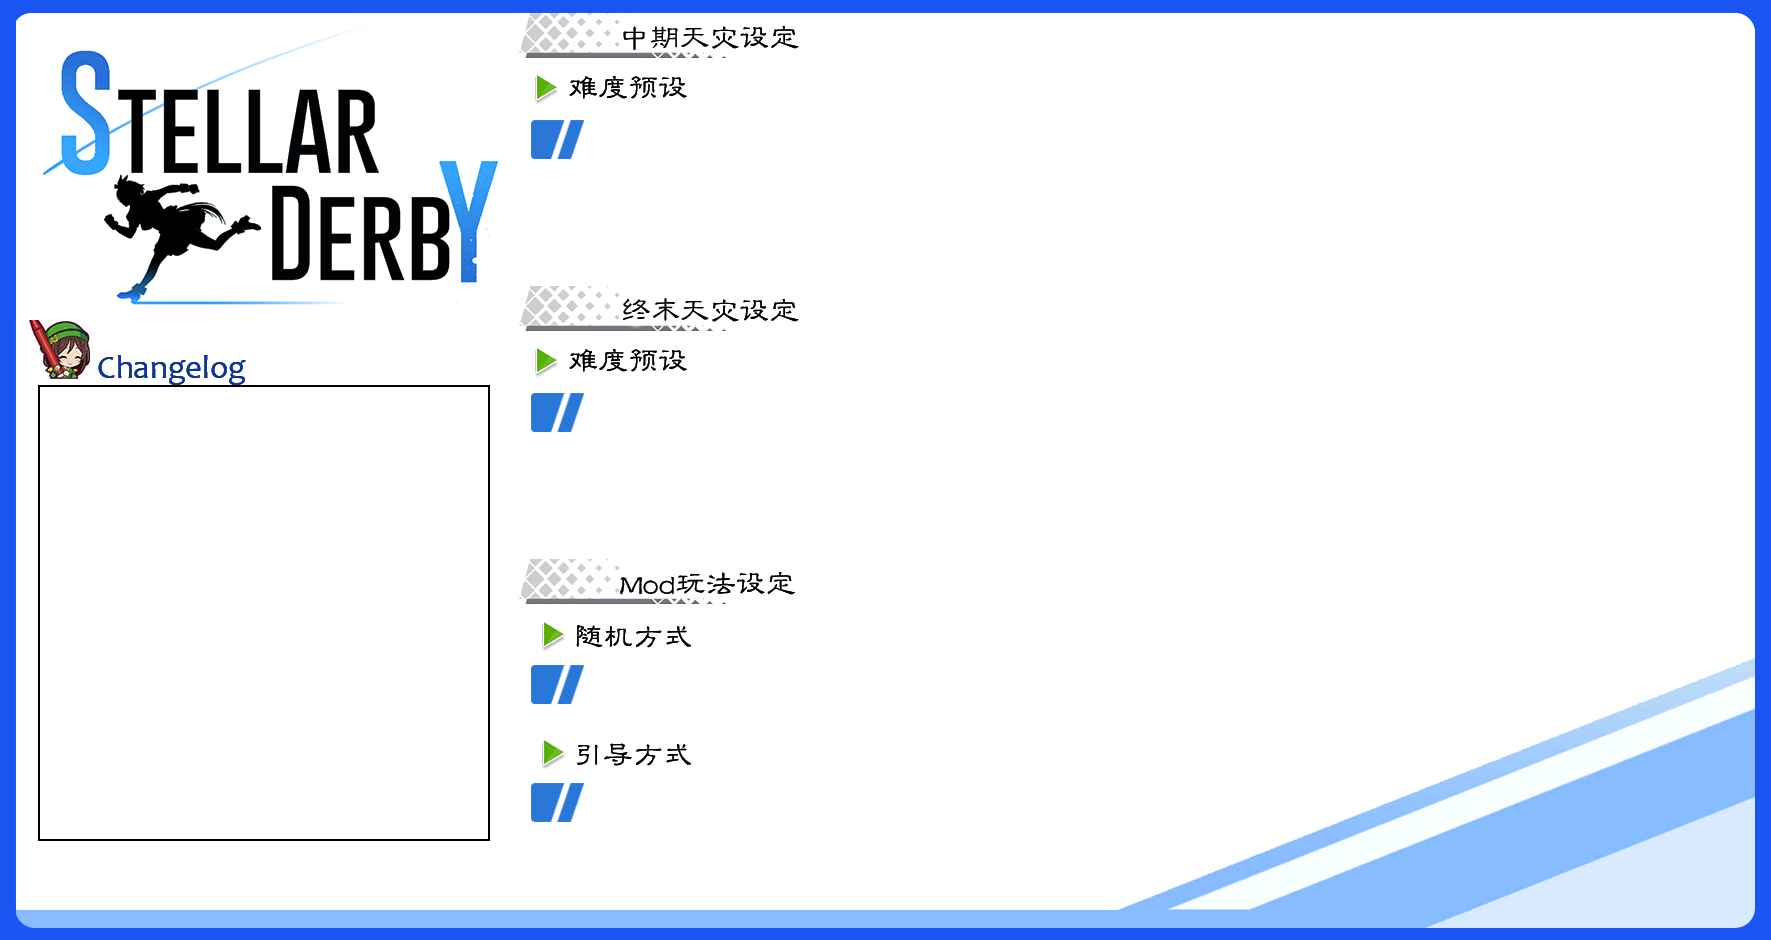 STELLAR
DERBY
Changelog
中期天灾设定
难度预设
终末天灾设定
难度预设
Mod玩法设定
随机方式
引导方式